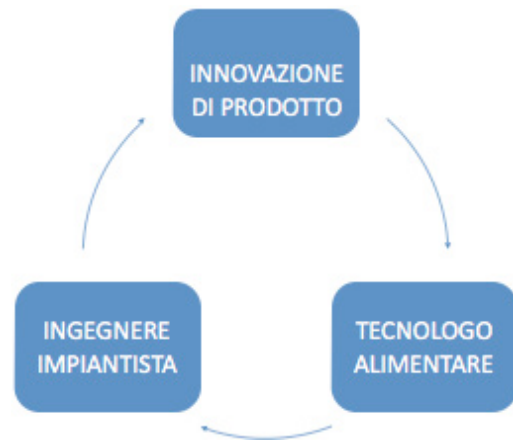 INNOVAZIONE
DI PRODOTTO
INGEGNERE
IMPIANTISTA
TECNOLOGO
ALIMENTARE